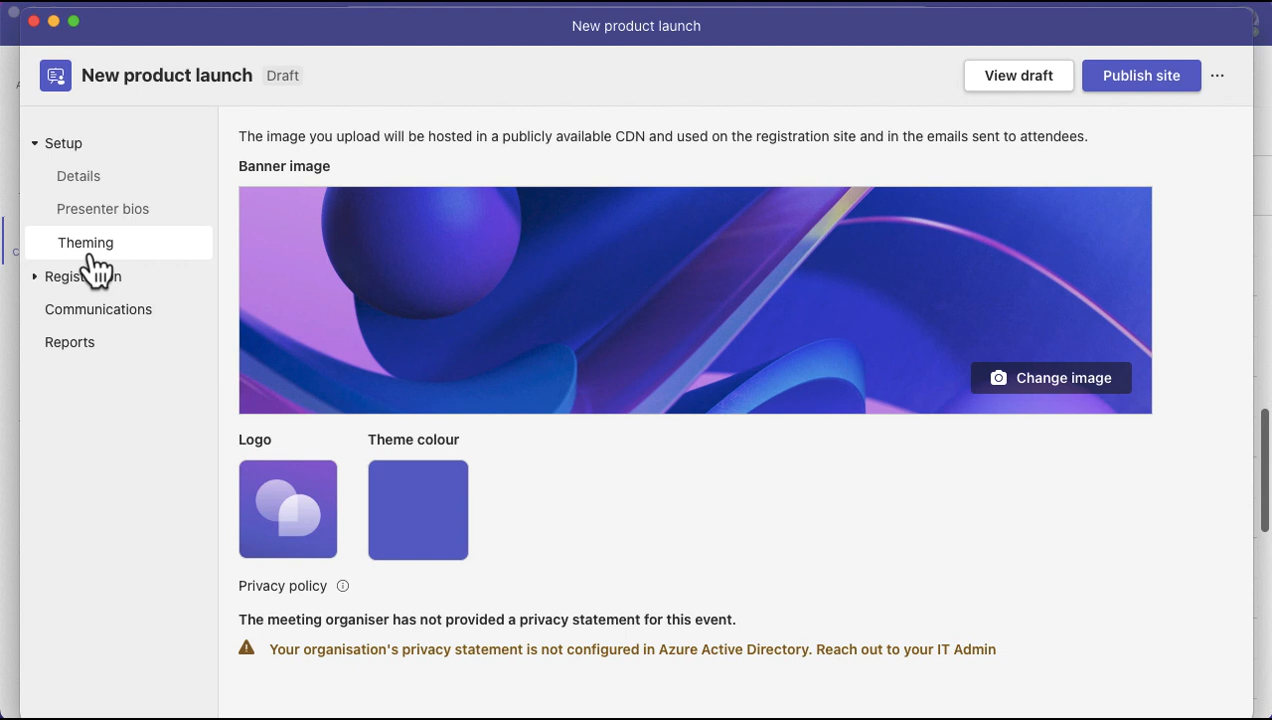 New product launch
New product launch Draft
View draft
Publish site
Setup
Details
Presenter bios
Theming
Communications
Reports
The image you upload will be hosted in a publicly available CDN and used on the registration site and in the emails sent to attendees.
Banner image
Change image
Logo
Theme colour
Privacy policy
The meeting organiser has not provided a privacy statement for this event.
Your organisation's privacy statement is not configured in Azure Active Directory. Reach out to your IT Admin